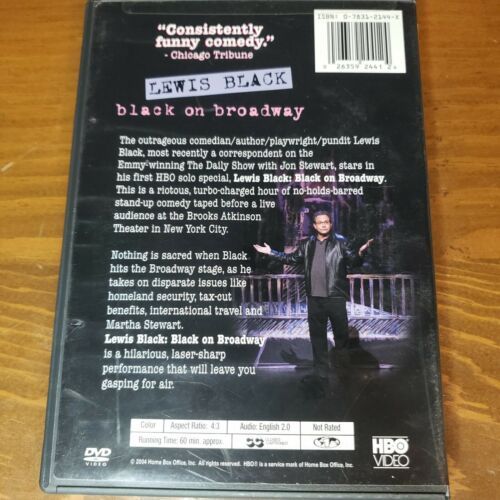 ISBN: 0-7831-2144-X
"Consistently
funny comedy."
- Chicago Tribune
LEWIS BLACK
black on broadway
The outrageous comedian/author/playwright/pundit Lewis
Black, most recently a correspondent on the
Emmy-winning The Daily Show with Jon Stewart, stars in
his first HBO solo special, Lewis Black: Black on Broadway.
This is a riotous, turbo-charged hour of no-holds-barred
stand-up comedy taped before a live
audience at the Brooks Atkinson
Theater in New York City.
Nothing is sacred when Black
hits the Broadway stage, as he
takes on disparate issues like
homeland security, tax-cut
benefits, international travel and
Martha Stewart.
Lewis Black: Black on Broadway
is a hilarious, laser-sharp
performance that will leave you
gasping for air.
Color
Aspect Ratio: 4:3
Audio: English 2.0
Not Rated
Running Time: 60 min. approx.
DVD
VIDEO
HBO
VIDEO
© 2004 Home Box Office, Inc. All rights reserved. HBO® is a service mark of Home Box Office, Inc.